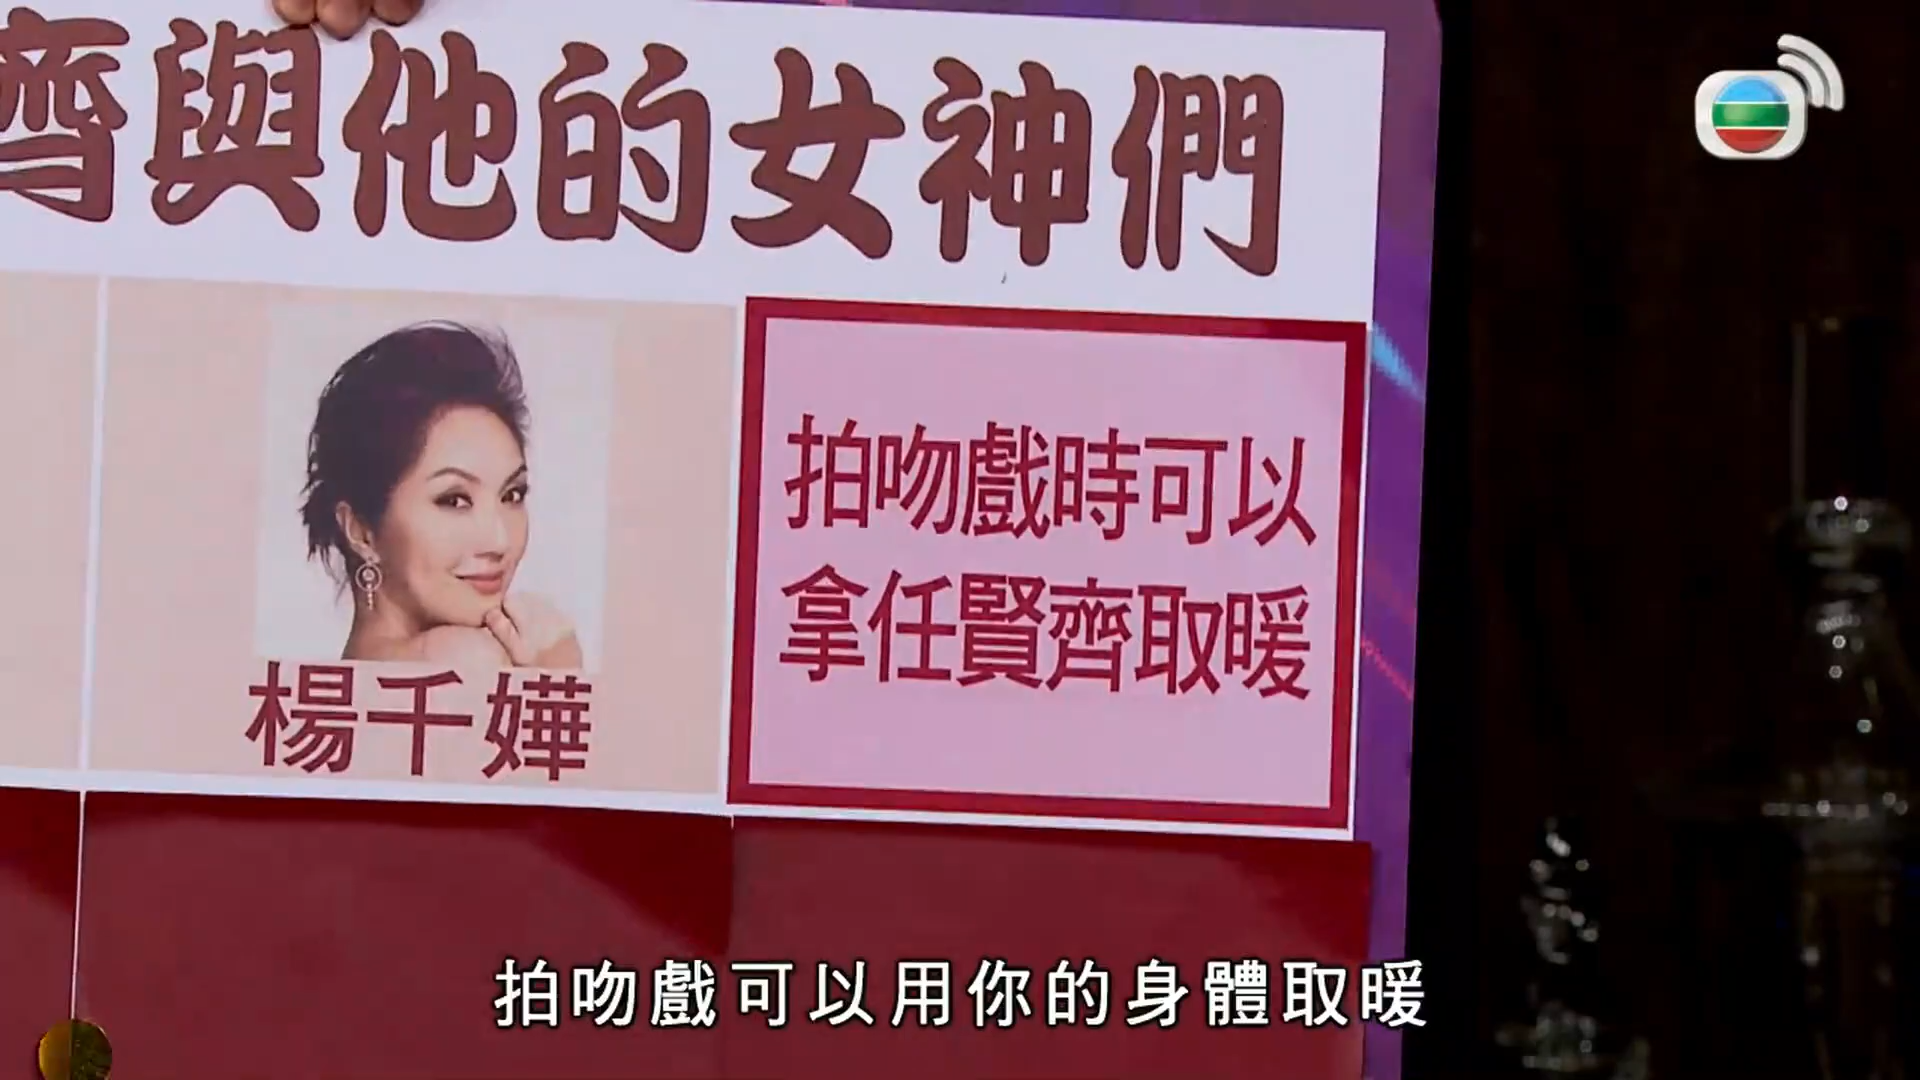 齊與他的女神們
楊千嬅
拍吻戲時可以
拿任賢齊取暖
拍吻戲可以用你的身體取暖